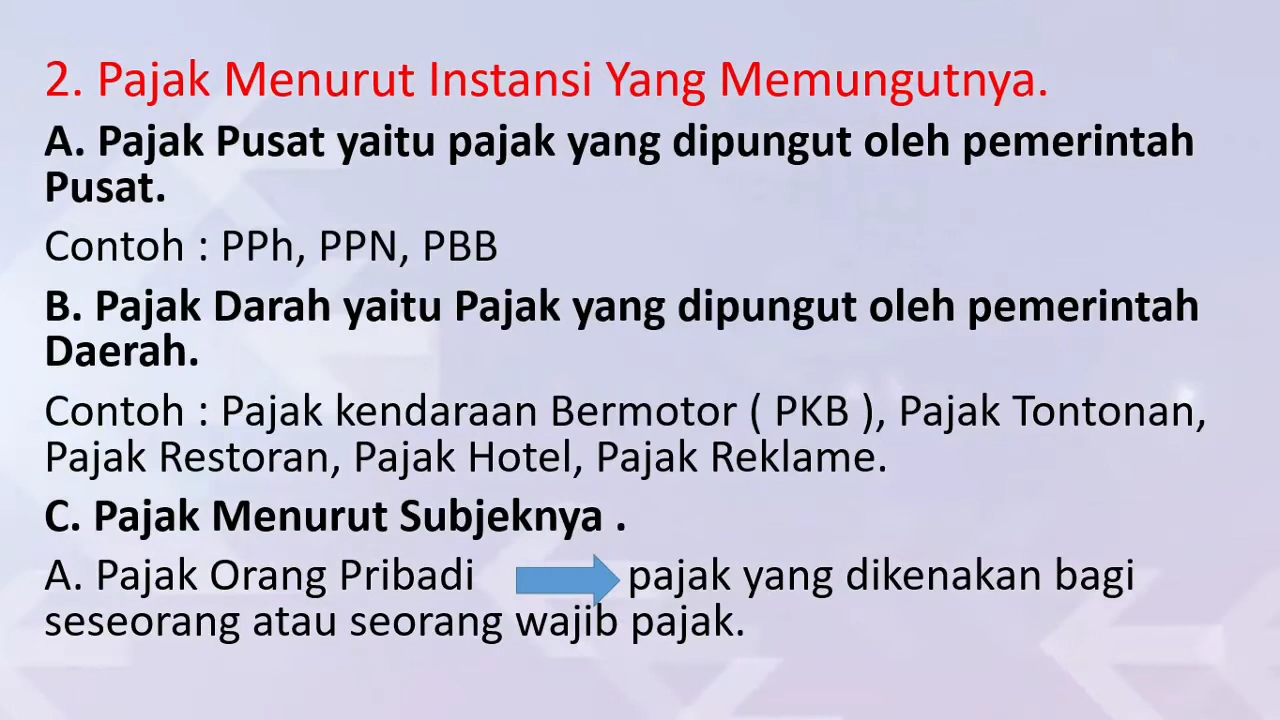 2. Pajak Menurut Instansi Yang Memungutnya.
A. Pajak Pusat yaitu pajak yang dipungut oleh pemerintah
Pusat.
Contoh : PPh, PPN, PBB
B. Pajak Darah yaitu Pajak yang dipungut oleh pemerintah
Daerah.
Contoh : Pajak kendaraan Bermotor ( PKB ), Pajak Tontonan,
Pajak Restoran, Pajak Hotel, Pajak Reklame.
C. Pajak Menurut Subjeknya .
A. Pajak Orang Pribadi pajak yang dikenakan bagi
seseorang atau seorang wajib pajak.